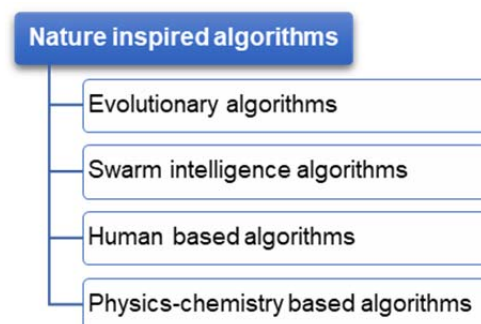 Nature inspired algorithms
Evolutionary algorithms
Swarm intelligence algorithms
Human based algorithms
Physics-chemistry based algorithms